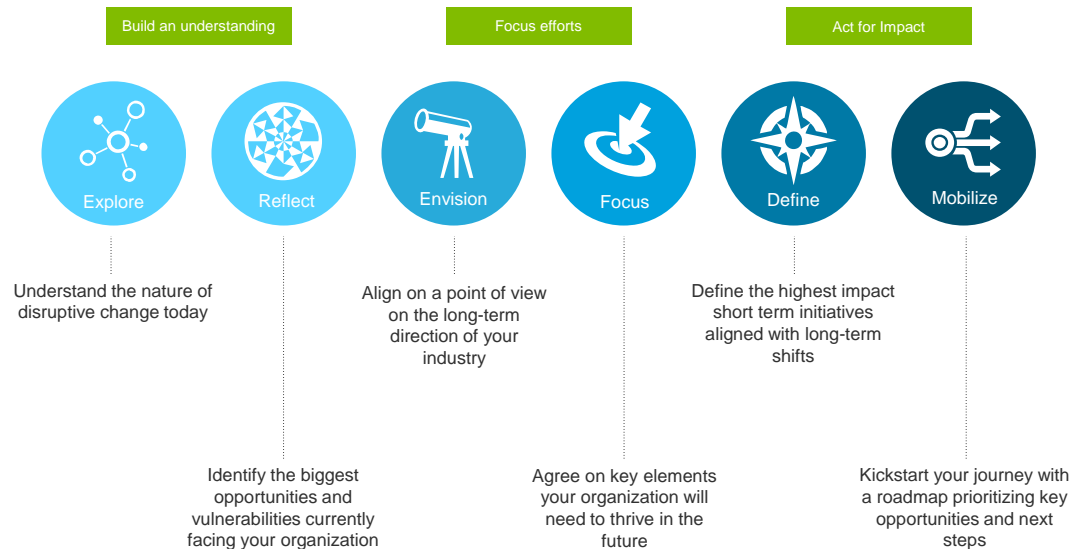 Build an understanding
Focus efforts
Act for Impact
Explore
Reflect
Envision
Focus
Define
Mobilize
Understand the nature of
disruptive change today
Align on a point of view
on the long-term
direction of your
industry
Define the highest impact
short term initiatives
aligned with long-term
shifts
Identify the biggest
opportunities and
vulnerabilities currently
facing your organization
Agree on key elements
your organization will
need to thrive in the
future
Kickstart your journey with
a roadmap prioritizing key
opportunities and next
steps